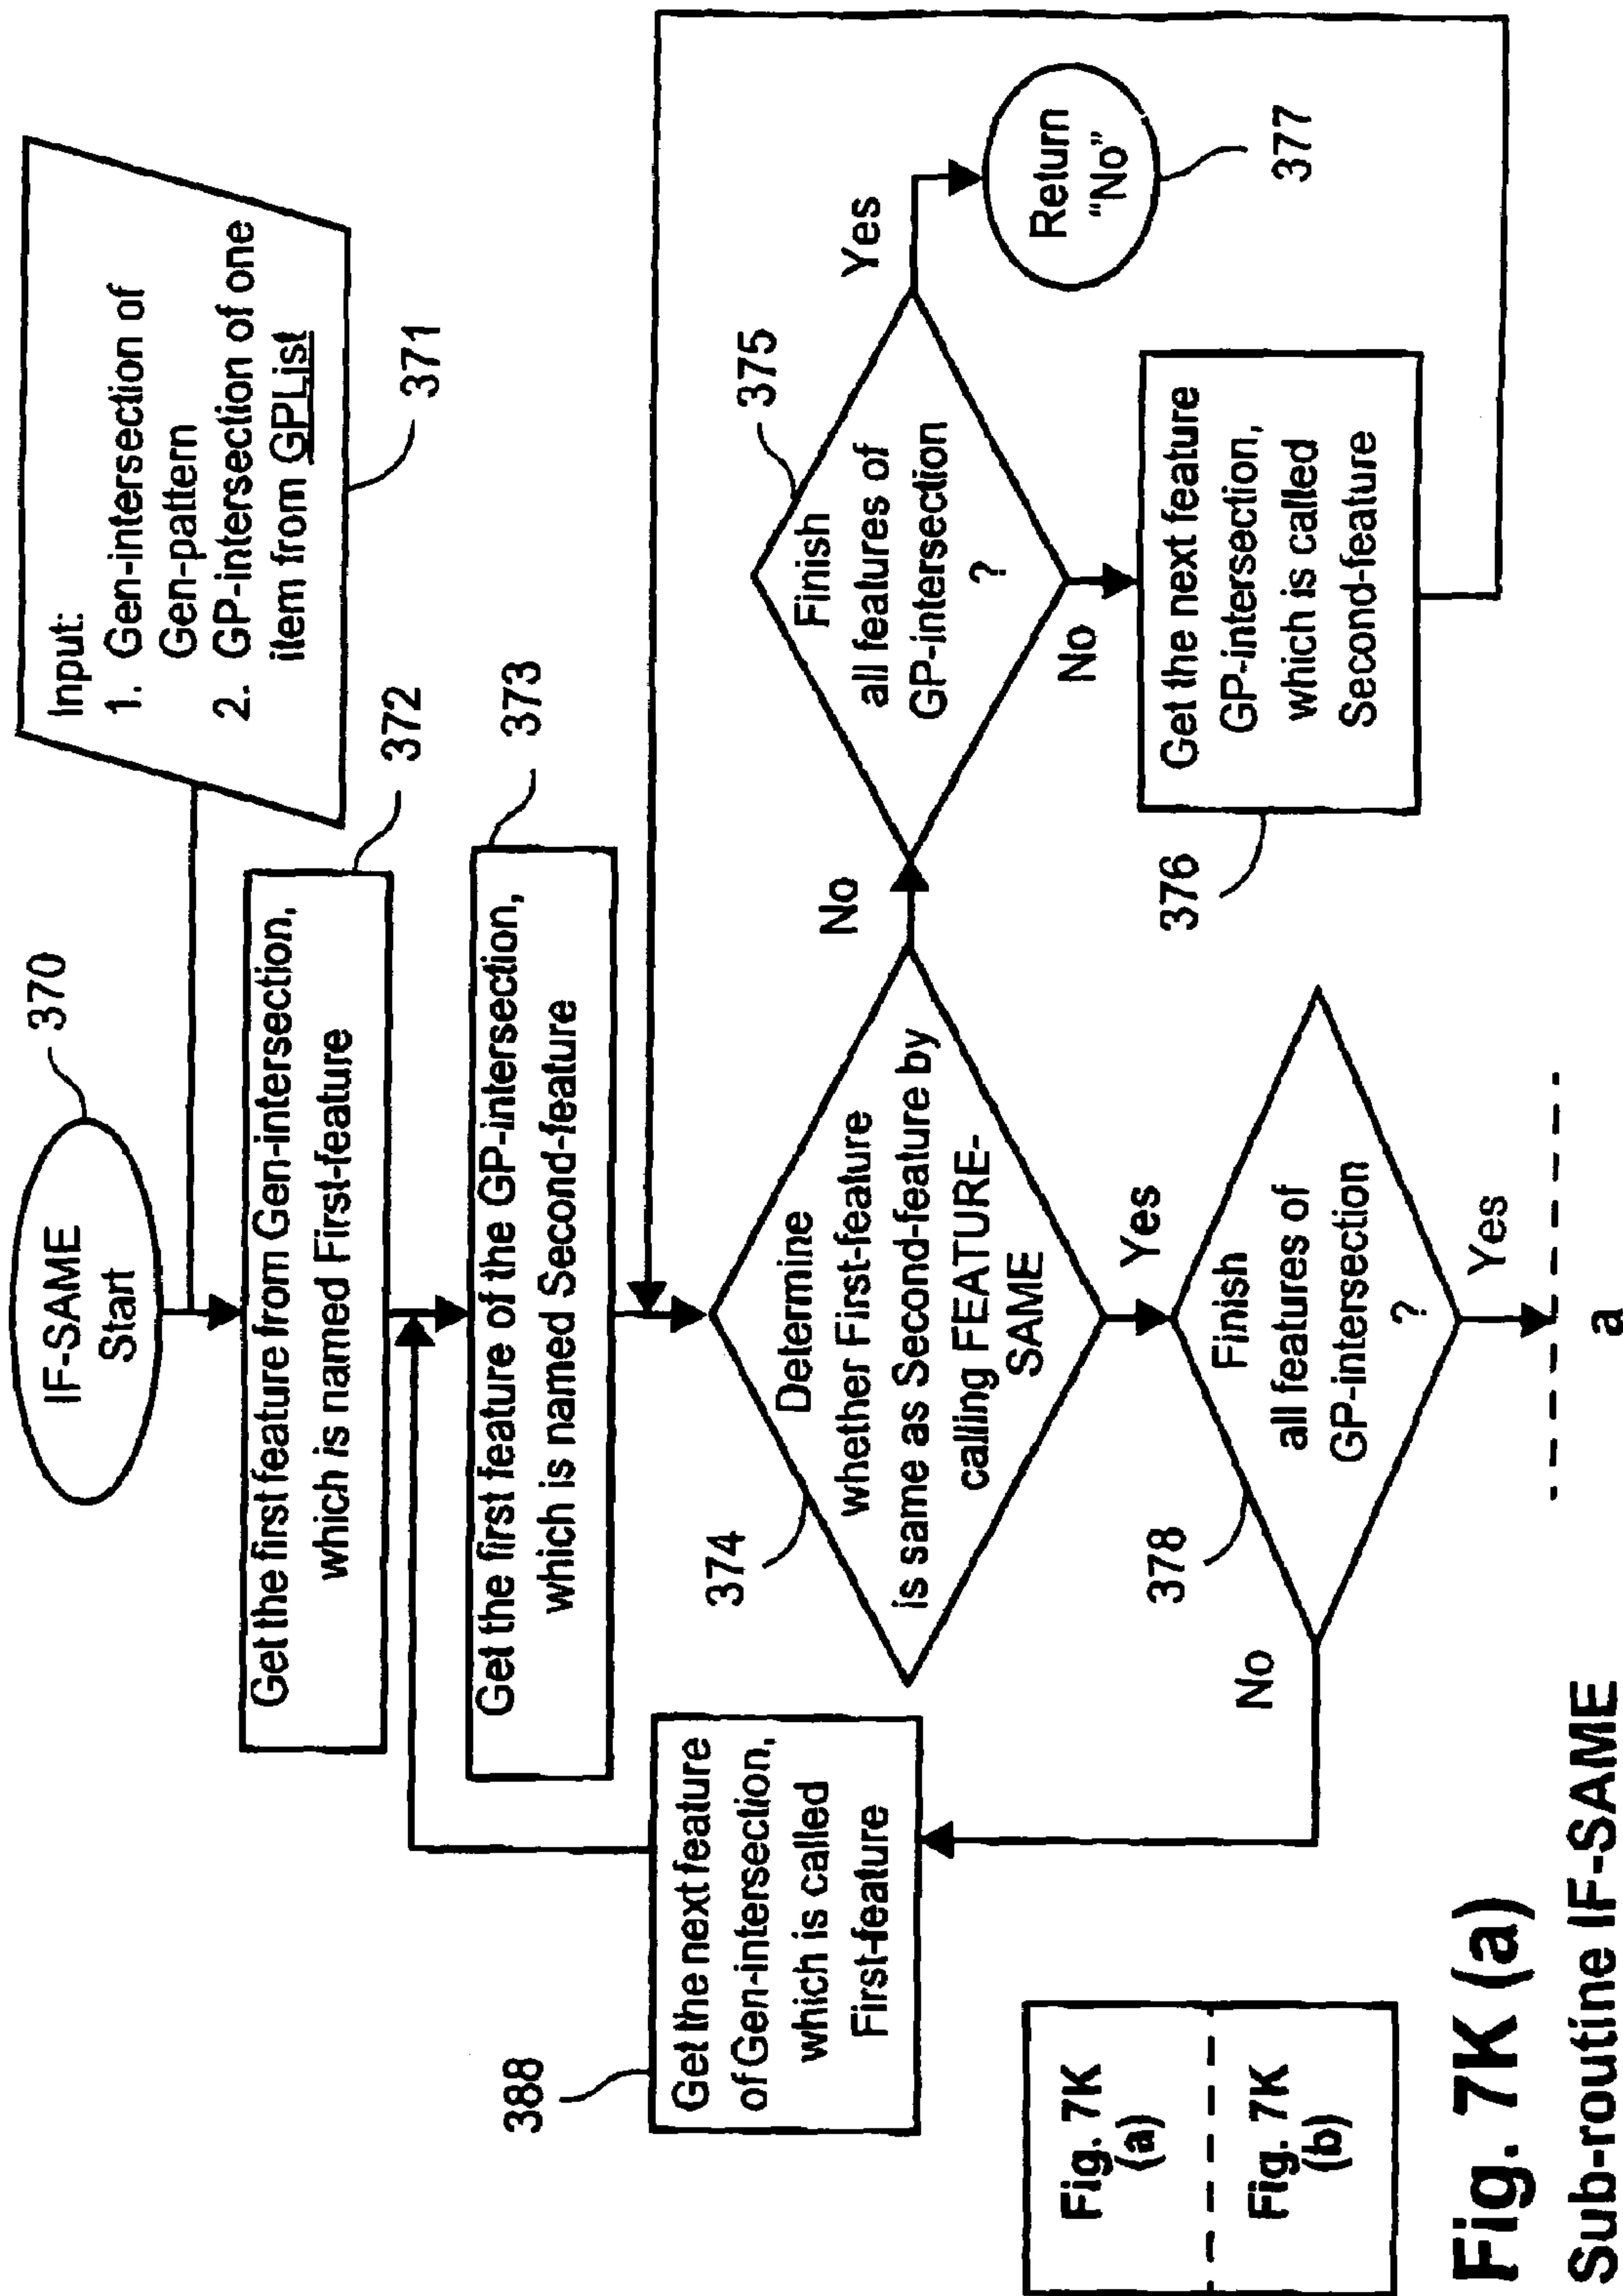 IF-SAME
Start
370
Input:
1. Gen-intersection of
Gen-pattern
2. GP-intersection of one
item from GPList
371
Get the first feature from Gen-intersection,
which is named First-feature
372
Get the first feature of the GP-intersection,
which is named Second-feature
373
Determine
whether First-feature
is same as Second-feature by
calling FEATURE-
SAME
374
No
Finish
all features of
GP-intersection
?
375
Yes
Return
"No"
377
No
Get the next feature
GP-intersection,
which is called
Second-feature
376
Yes
Finish
all features of
GP-intersection
?
378
No
Get the next feature
of Gen-intersection,
which is called
First-feature
388
Yes
a
Fig. 7K
(a)
Fig. 7K
(b)
Fig. 7K (a)
Sub-routine IF-SAME